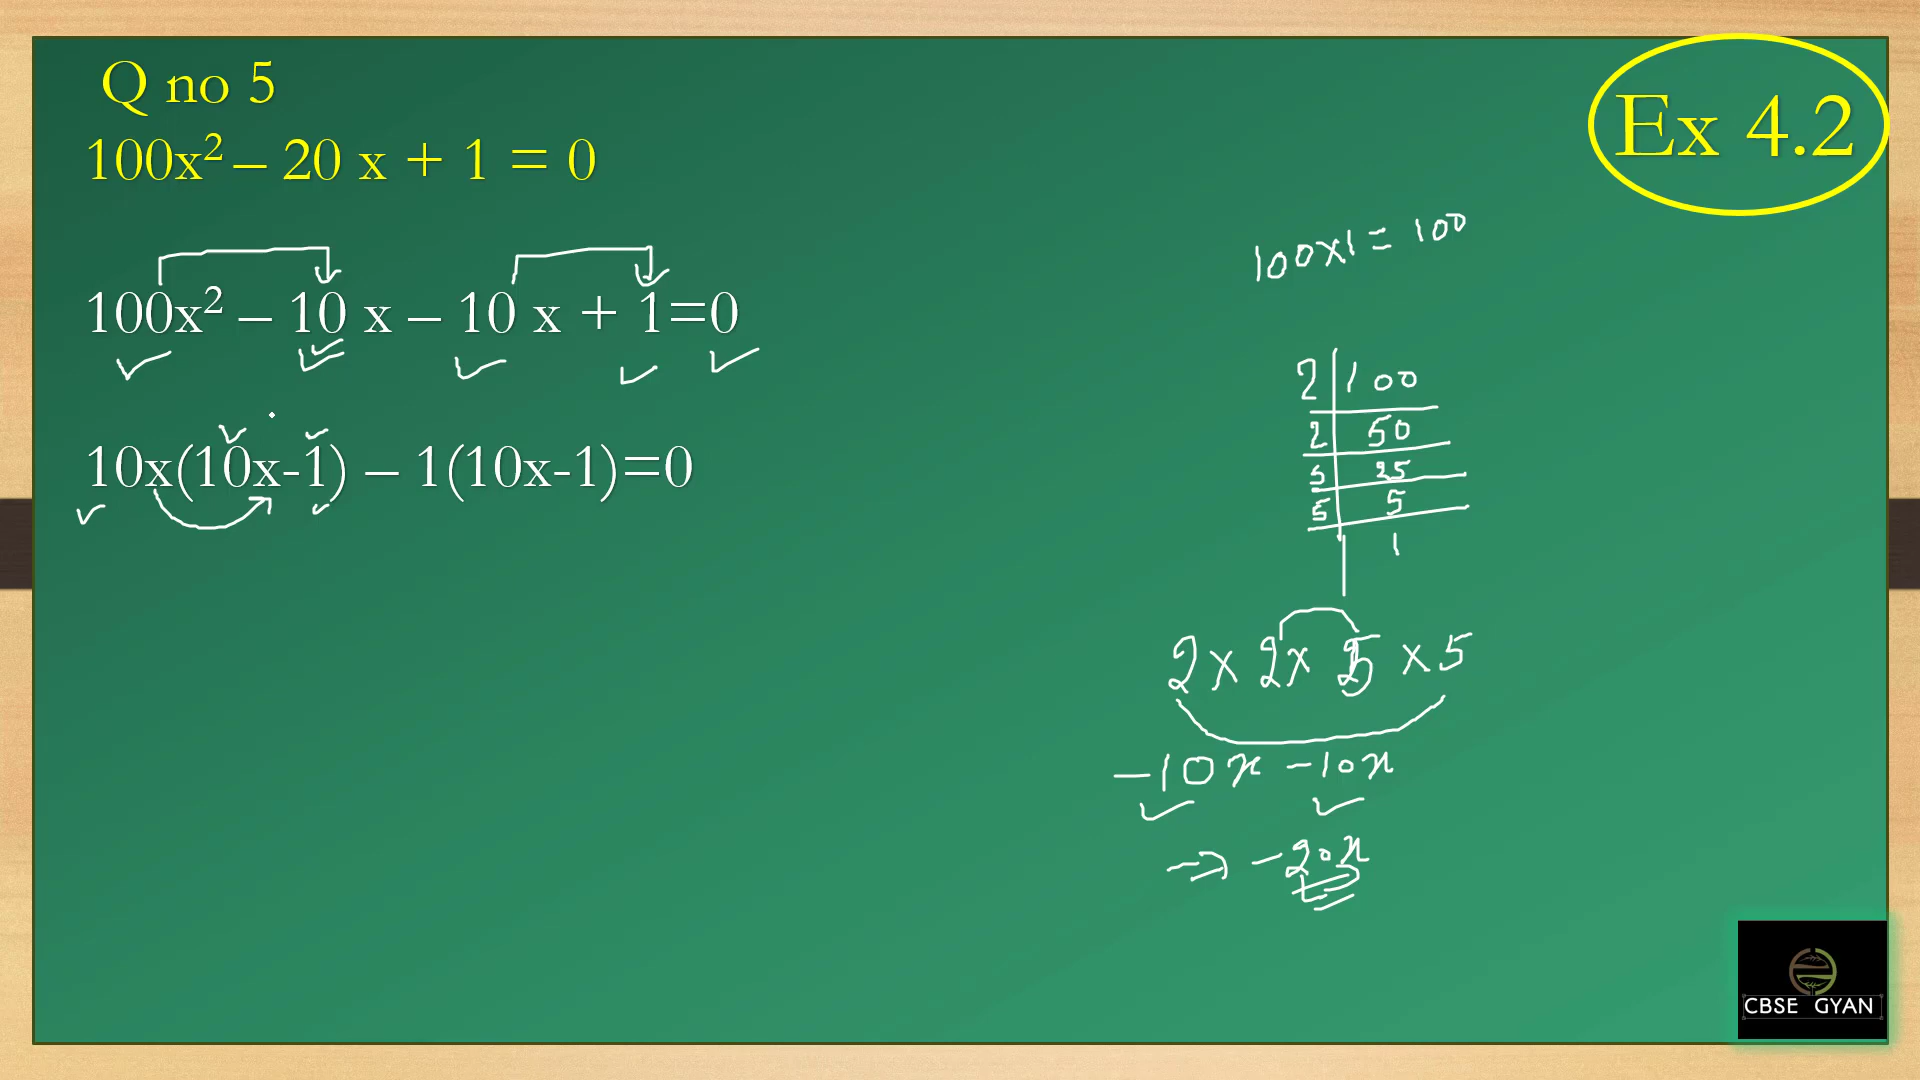 Q no 5
Ex 4.2
100x² – 20 x + 1 = 0
100x² – 10 x – 10 x + 1=0
10x(10x-1) – 1(10x-1)=0
100x1 = 100
2 | 100
2 | 50
5 | 25
5 | 5
1
2 x 2 x 5 x 5
-10x -10x
⇒ -20x
CBSE GYAN